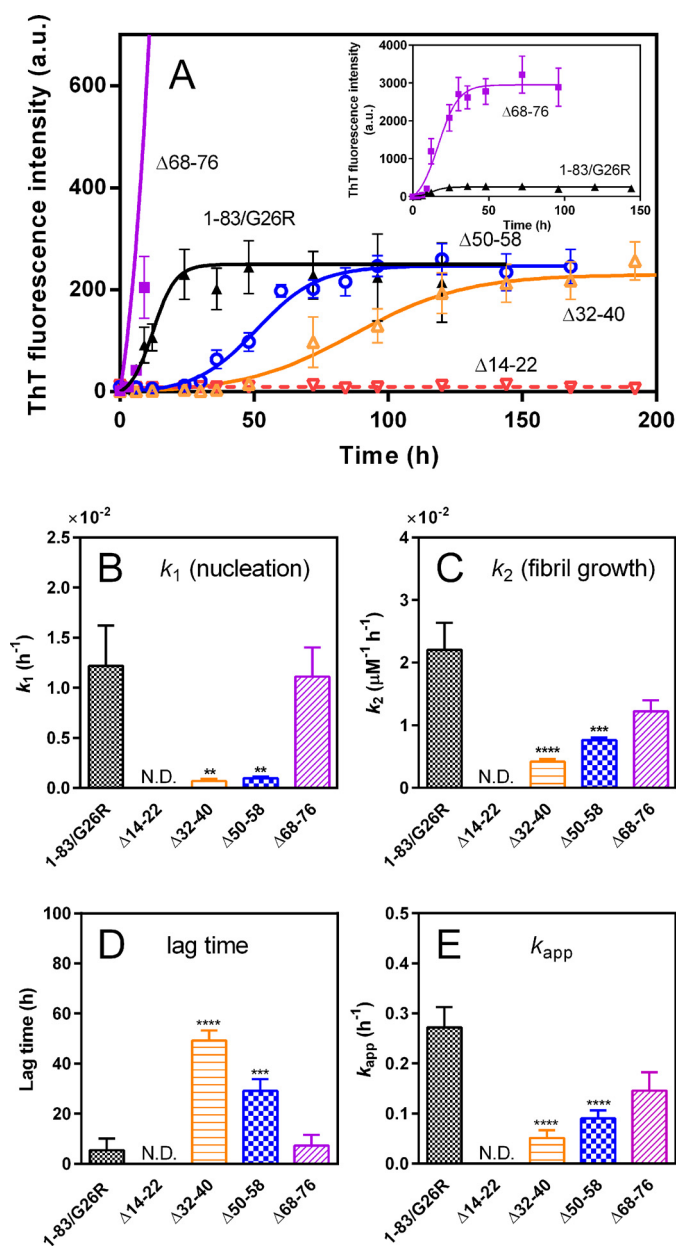 A
ThT fluorescence intensity (a.u.)
600
400
200
0
0
50
100
150
200
Time (h)
Δ68-76
1-83/G26R
Δ50-58
Δ32-40
Δ14-22
ThT fluorescence intensity
(a.u.)
4000
3000
2000
1000
0
0
50
100
150
Time (h)
Δ68-76
1-83/G26R
×10⁻²
B
k₁ (nucleation)
k₁ (h⁻¹)
2.5
2.0
1.5
1.0
0.5
0.0
N.D.
**
**
1-83/G26R
Δ14-22
Δ32-40
Δ50-58
Δ68-76
×10⁻²
C
k₂ (fibril growth)
k₂ (μM⁻¹ h⁻¹)
4
3
2
1
0
N.D.
****
***
1-83/G26R
Δ14-22
Δ32-40
Δ50-58
Δ68-76
D
lag time
Lag time (h)
100
80
60
40
20
0
N.D.
****
***
1-83/G26R
Δ14-22
Δ32-40
Δ50-58
Δ68-76
E
kapp
kapp (h⁻¹)
0.5
0.4
0.3
0.2
0.1
0.0
N.D.
****
****
1-83/G26R
Δ14-22
Δ32-40
Δ50-58
Δ68-76